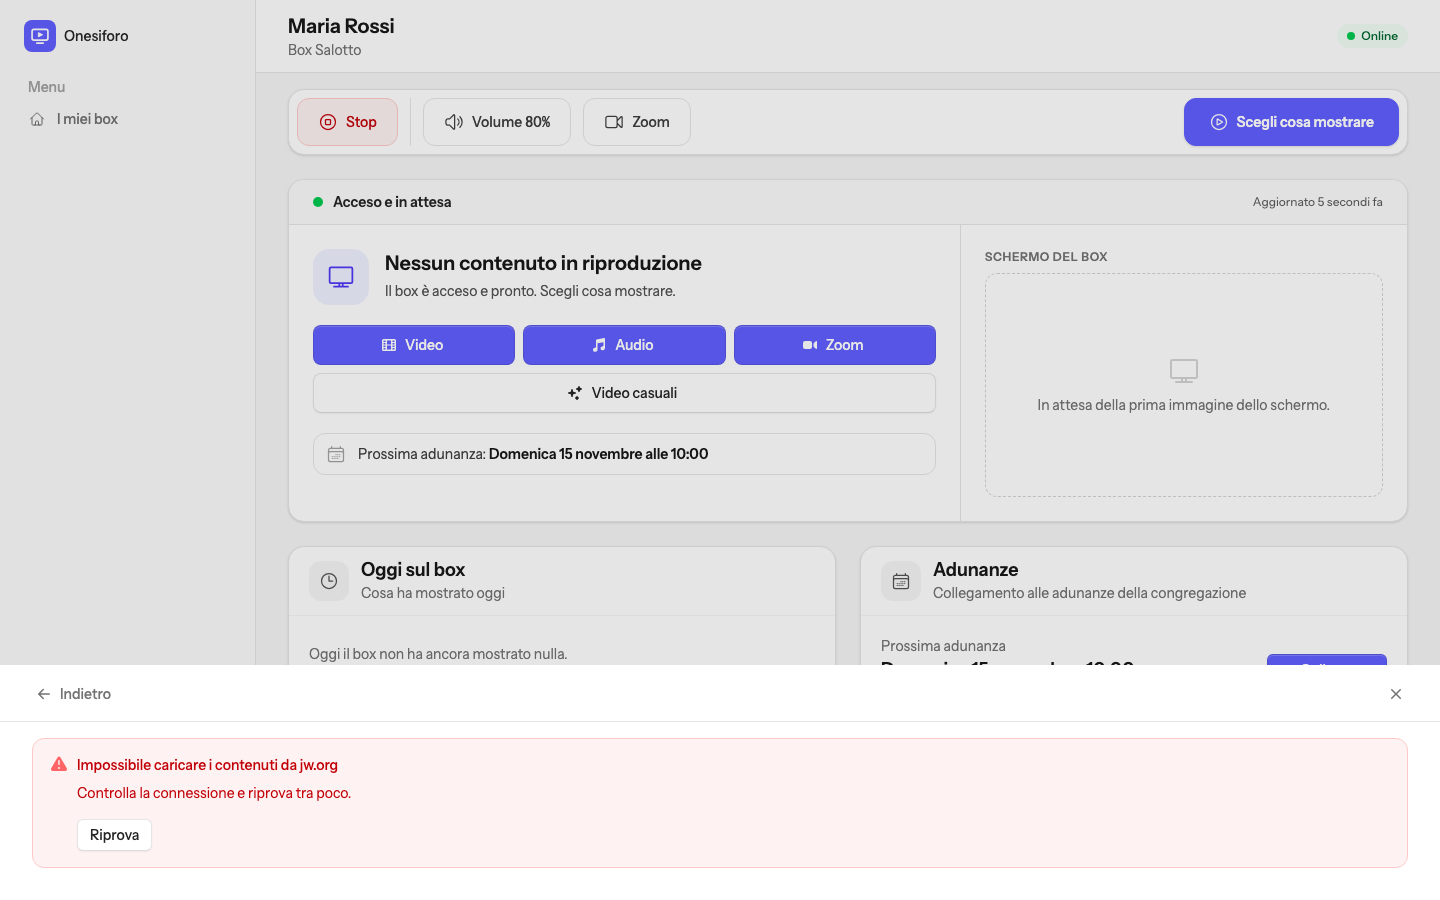 Onesiforo
Menu
I miei box
Maria Rossi
Box Salotto
Online
Stop
Volume 80%
Zoom
Scegli cosa mostrare
Acceso e in attesa
Aggiornato 5 secondi fa
Nessun contenuto in riproduzione
Il box è acceso e pronto. Scegli cosa mostrare.
Video
Audio
Zoom
Video casuali
Prossima adunanza: Domenica 15 novembre alle 10:00
SCHERMO DEL BOX
In attesa della prima immagine dello schermo.
Oggi sul box
Cosa ha mostrato oggi
Oggi il box non ha ancora mostrato nulla.
Adunanze
Collegamento alle adunanze della congregazione
Prossima adunanza
Indietro
Impossibile caricare i contenuti da jw.org
Controlla la connessione e riprova tra poco.
Riprova